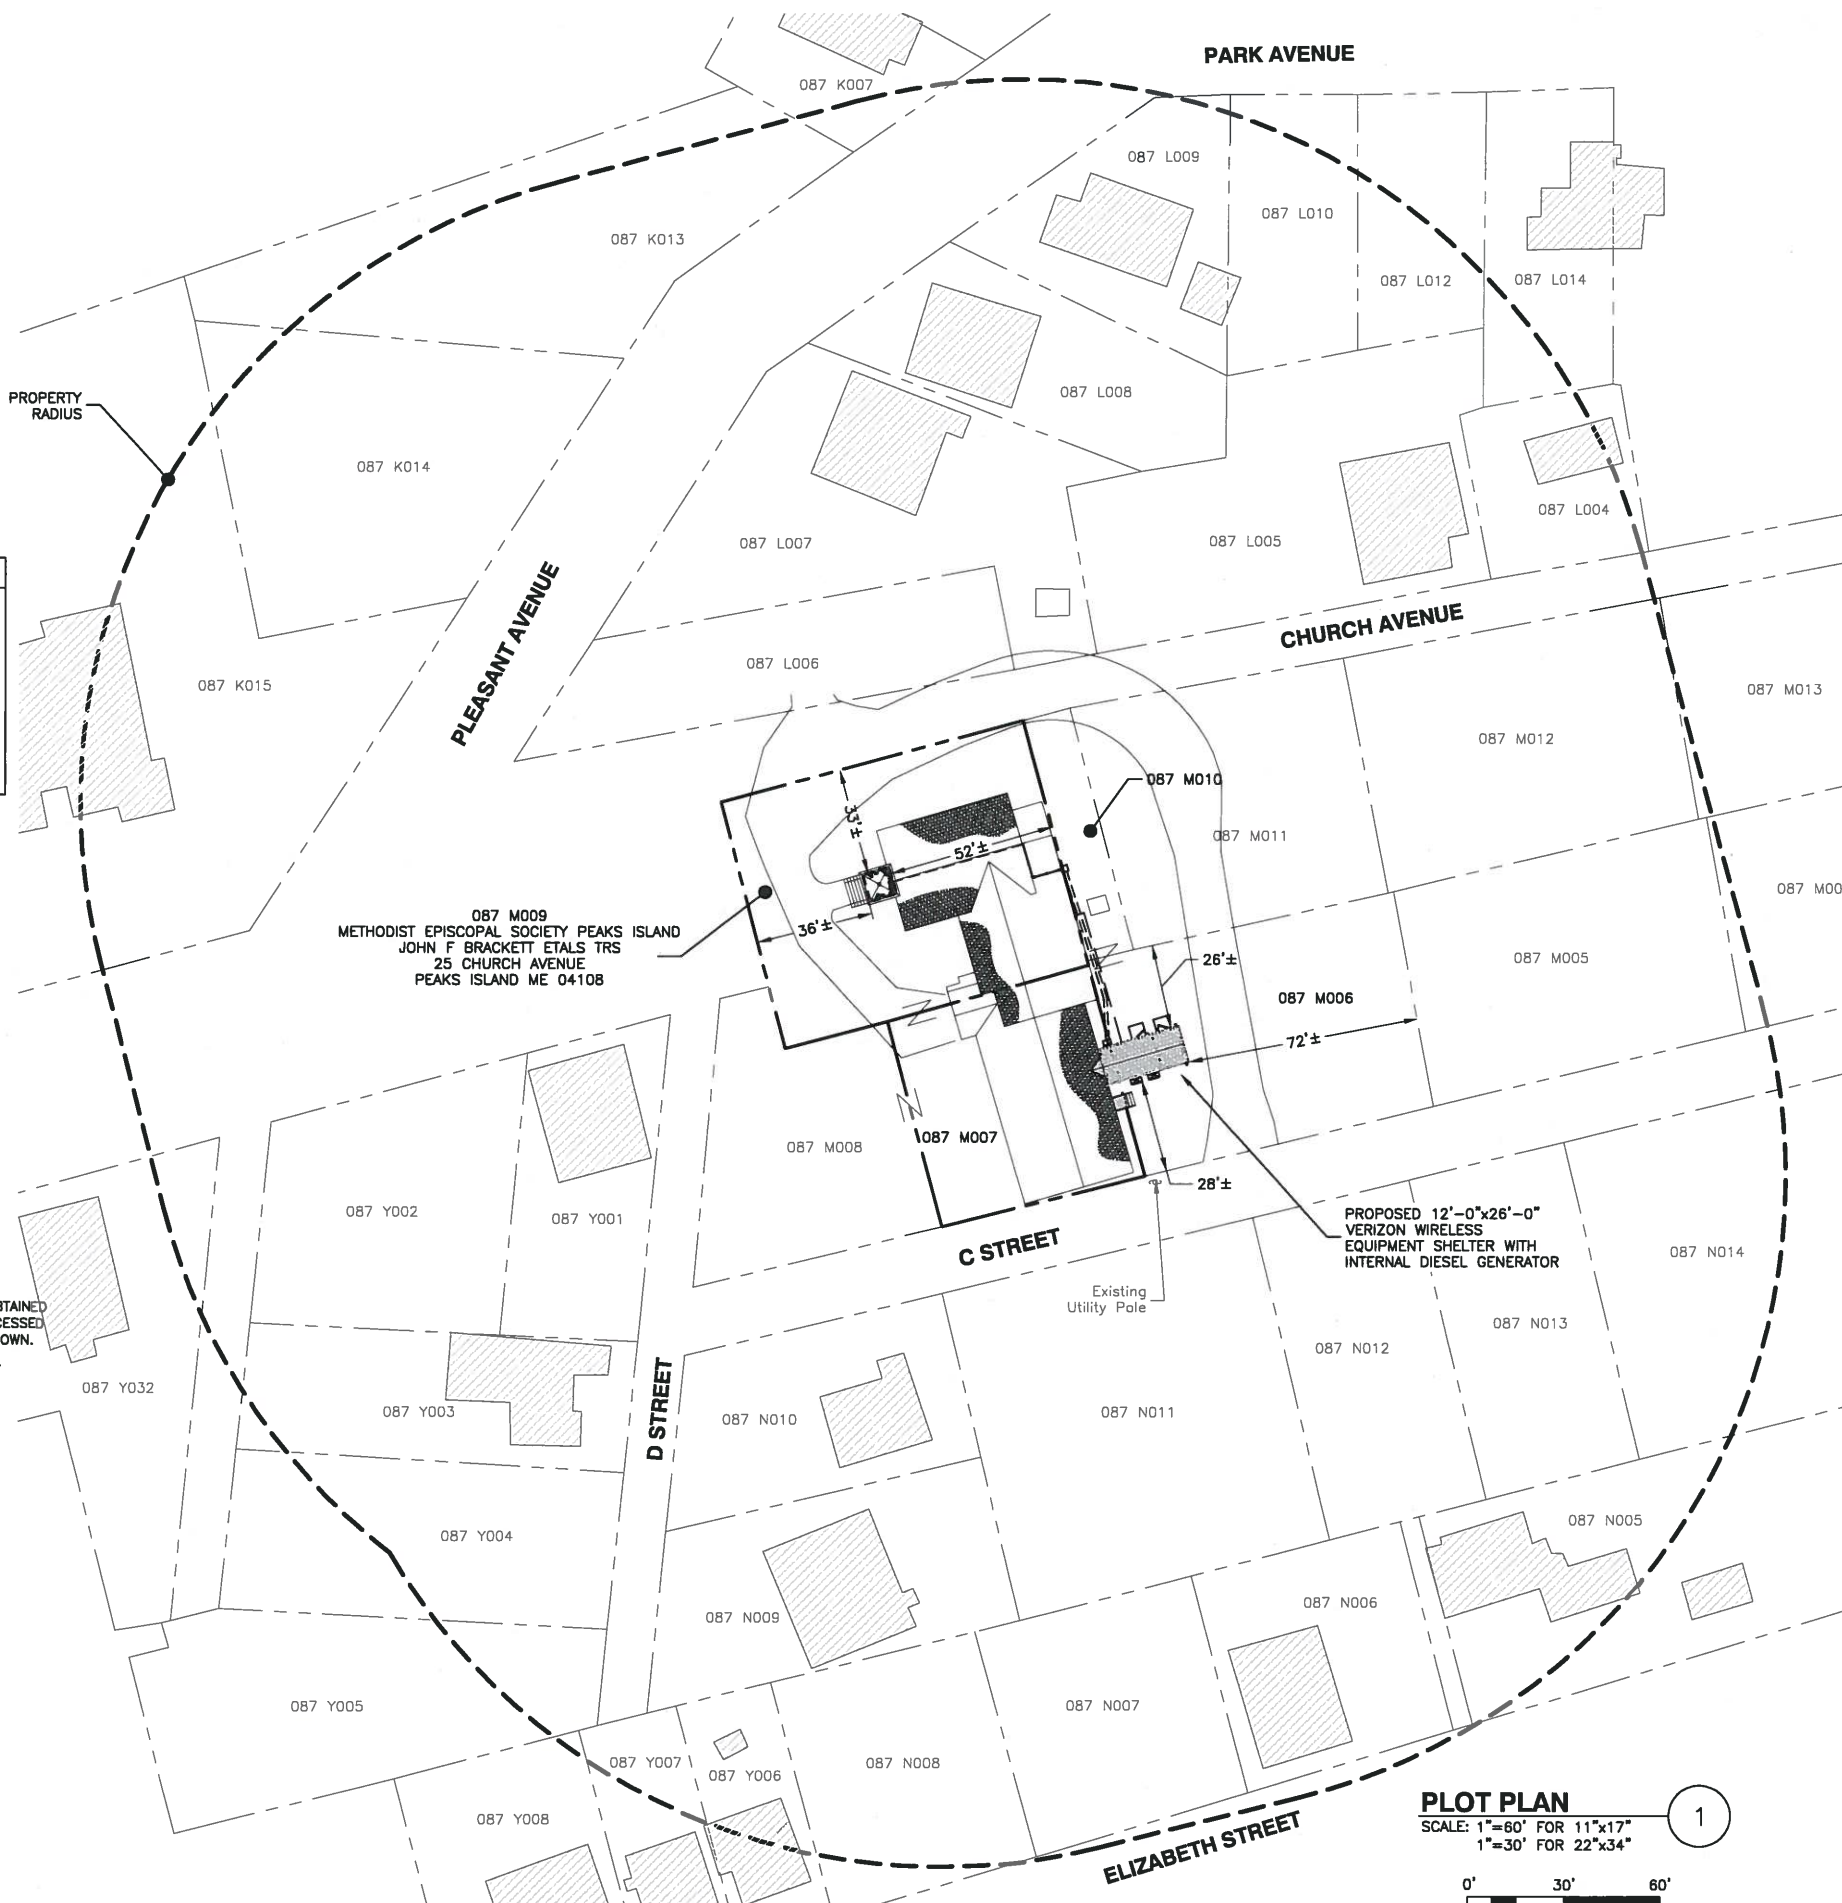 PARK AVENUE
087 K007
087 L009
087 L010
087 K013
087 L012
087 L014
PROPERTY
RADIUS
087 L008
087 K014
087 L004
087 L007
087 L005
PLEASANT AVENUE
CHURCH AVENUE
087 L006
087 K015
087 M013
087 M012
087 M010
33'±
087 M011
52'±
087 M00
36'±
087 M009
METHODIST EPISCOPAL SOCIETY PEAKS ISLAND
JOHN F BRACKETT ETALS TRS
25 CHURCH AVENUE
PEAKS ISLAND ME 04108
26'±
087 M005
087 M006
72'±
087 M008
087 M007
28'±
087 Y002
087 Y001
PROPOSED 12'-0"x26'-0"
VERIZON WIRELESS
EQUIPMENT SHELTER WITH
INTERNAL DIESEL GENERATOR
C STREET
087 N014
Existing
Utility Pole
BTAINED
CESSED
OWN.
087 N013
087 N012
087 Y032
087 Y003
D STREET
087 N010
087 N011
087 Y004
087 N005
087 N009
087 N006
087 Y005
087 N007
087 Y007
087 Y006
087 N008
087 Y008
ELIZABETH STREET
PLOT PLAN
1
SCALE: 1"=60' FOR 11"x17"
1"=30' FOR 22"x34"
0' 30' 60'